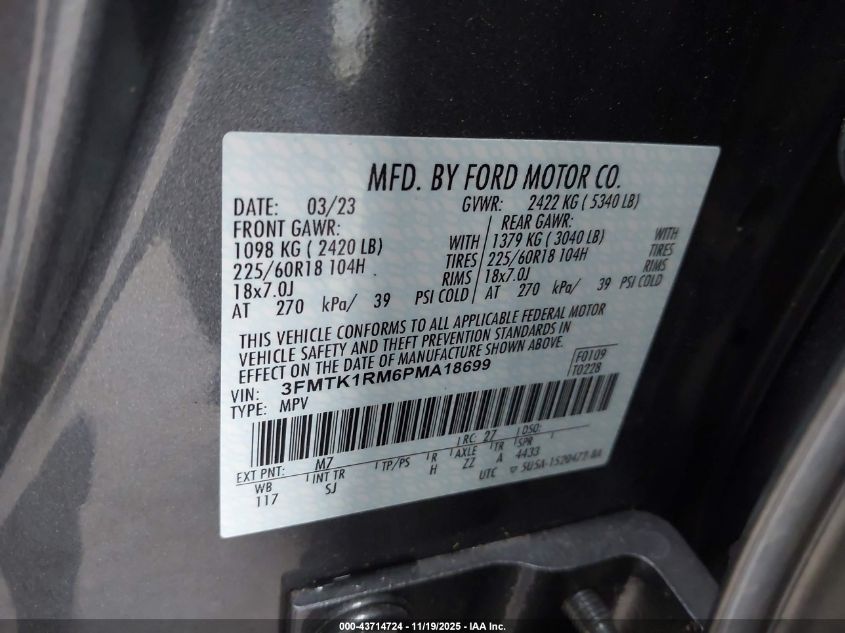 MFD. BY FORD MOTOR CO.
DATE: 03/23 GVWR: 2422 KG ( 5340 LB)
FRONT GAWR: REAR GAWR:
1098 KG ( 2420 LB) WITH 1379 KG ( 3040 LB) WITH
225/60R18 104H TIRES 225/60R18 104H TIRES
18x7.0J RIMS 18x7.0J RIMS
AT 270 kPa/ 39 PSI COLD AT 270 kPa/ 39 PSI COLD
THIS VEHICLE CONFORMS TO ALL APPLICABLE FEDERAL MOTOR
VEHICLE SAFETY AND THEFT PREVENTION STANDARDS IN
EFFECT ON THE DATE OF MANUFACTURE SHOWN ABOVE.
VIN: 3FMTK1RM6PMA18699 F0109
TYPE: MPV T0228
RC: 27 DSO:
EXT PNT: M7
WB INT TR TP/PS R AXLE TR SPR
117 SJ H ZZ A 4433
UTC 5U5A-1520472-BA
000-43714724 - 11/19/2025 - IAA Inc.